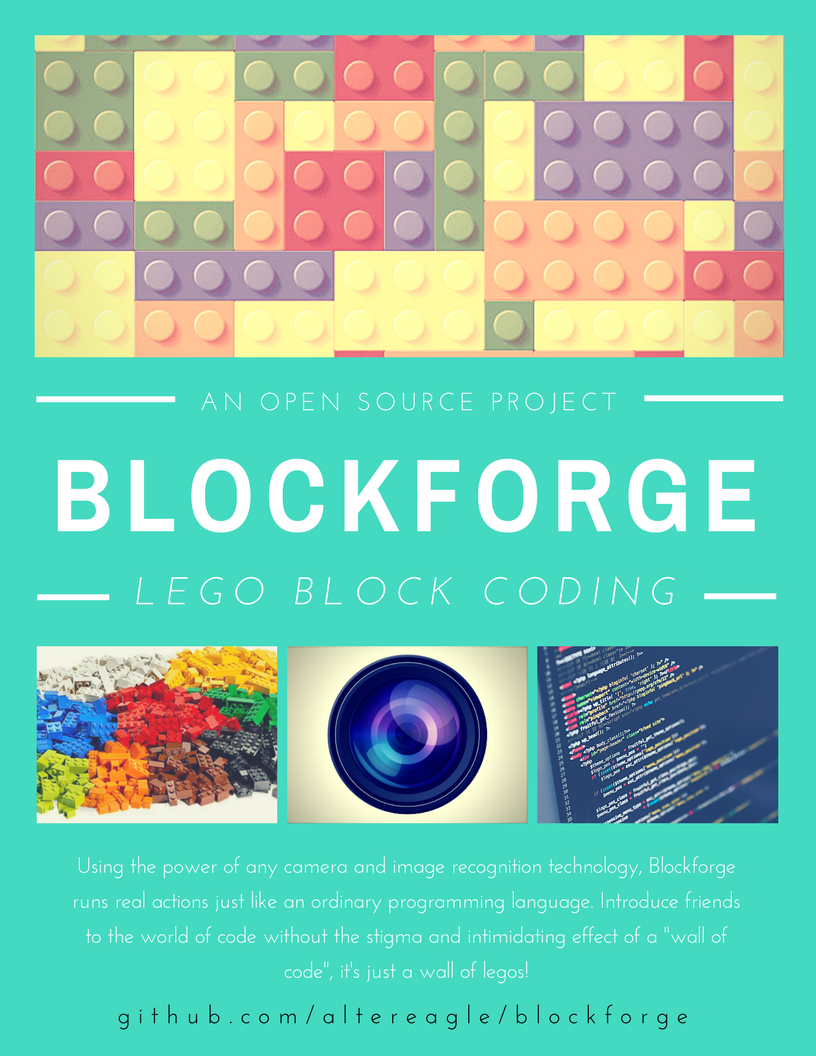 AN OPEN SOURCE PROJECT
BLOCKFORGE
LEGO BLOCK CODING
Using the power of any camera and image recognition technology, Blockforge
runs real actions just like an ordinary programming language. Introduce friends
to the world of code without the stigma and intimidating effect of a "wall of
code", it's just a wall of legos!
github.com/altereagle/blockforge